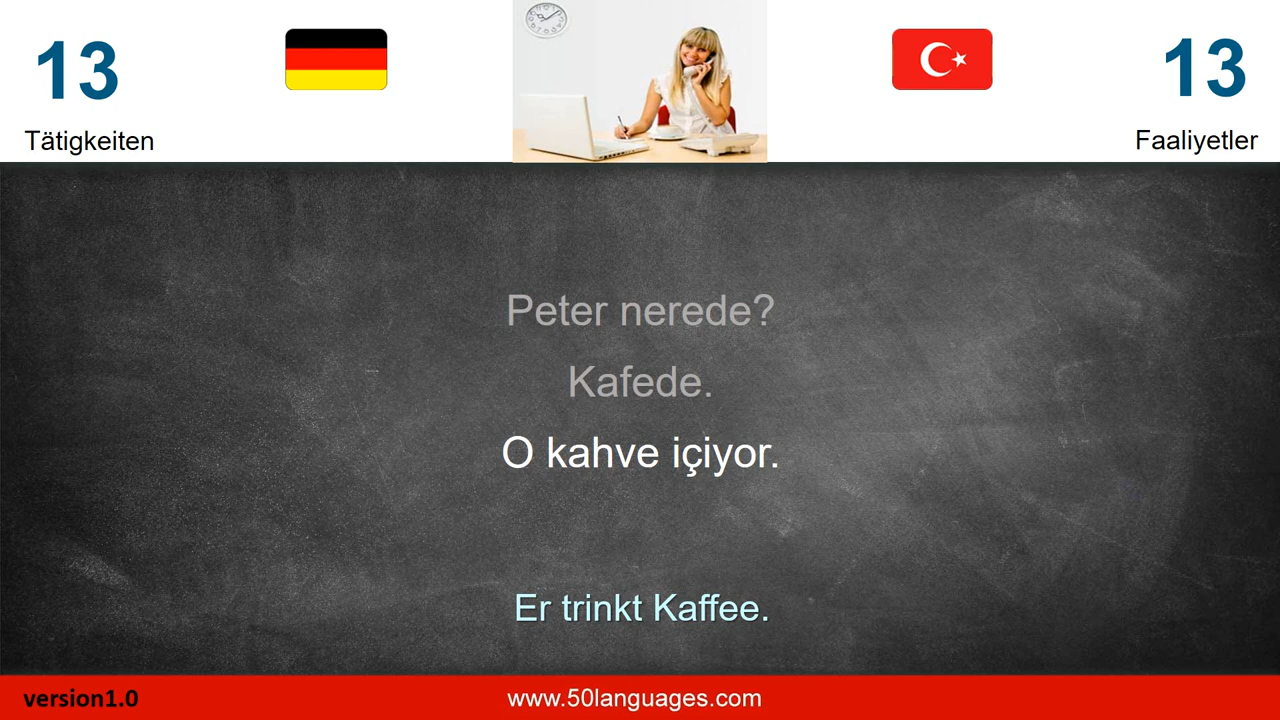 13
13
Tätigkeiten
Faaliyetler
Peter nerede?
Kafede.
O kahve içiyor.
Er trinkt Kaffee.
version1.0
www.50languages.com